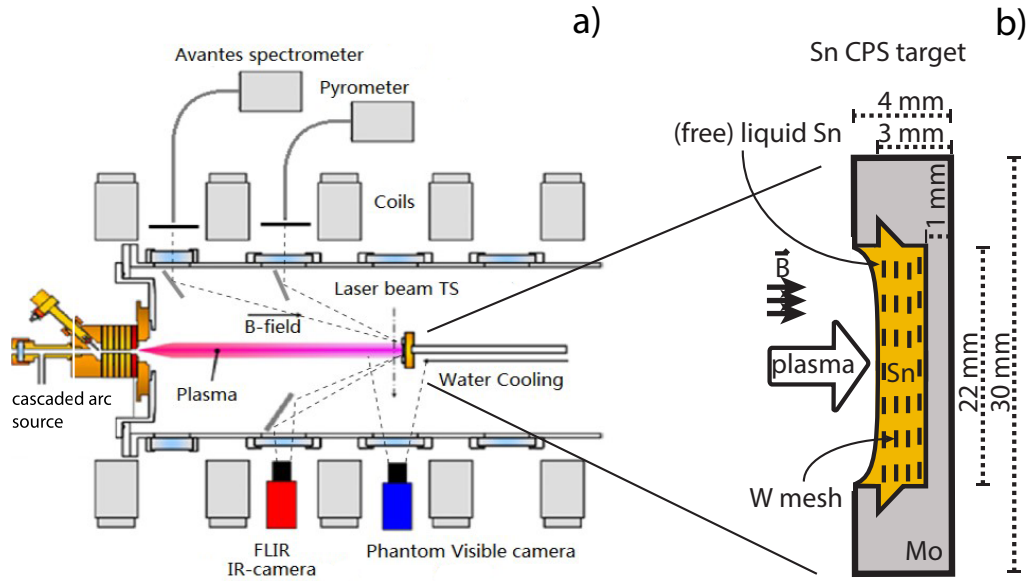 a)
Avantes spectrometer
Pyrometer
Coils
Laser beam TS
B-field
Plasma
Water Cooling
cascaded arc
source
FLIR
IR-camera
Phantom Visible camera
b)
Sn CPS target
4 mm
(free) liquid Sn
3 mm
1 mm
B
plasma
Sn
22 mm
30 mm
W mesh
Mo